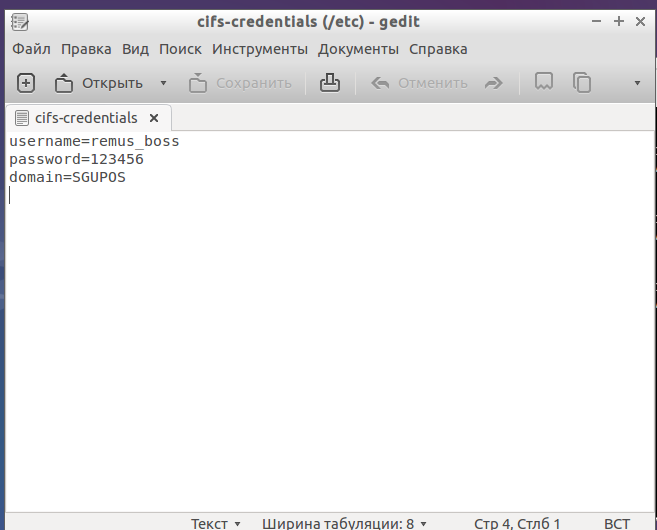 cifs-credentials (/etc) - gedit
Файл Правка Вид Поиск Инструменты Документы Справка
Открыть Сохранить Отменить
cifs-credentials
username=remus_boss
password=123456
domain=SGUPOS
Текст Ширина табуляции: 8 Стр 4, Стлб 1 ВСТ